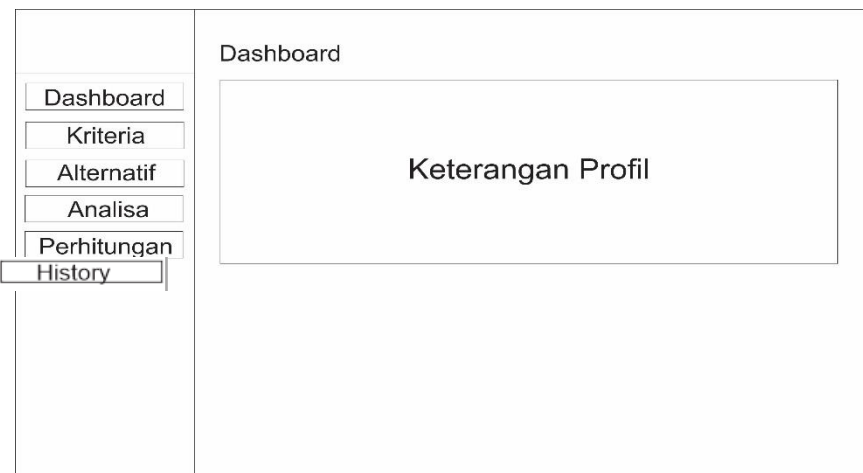 Dashboard
Dashboard
Kriteria
Alternatif
Analisa
Perhitungan
History
Keterangan Profil